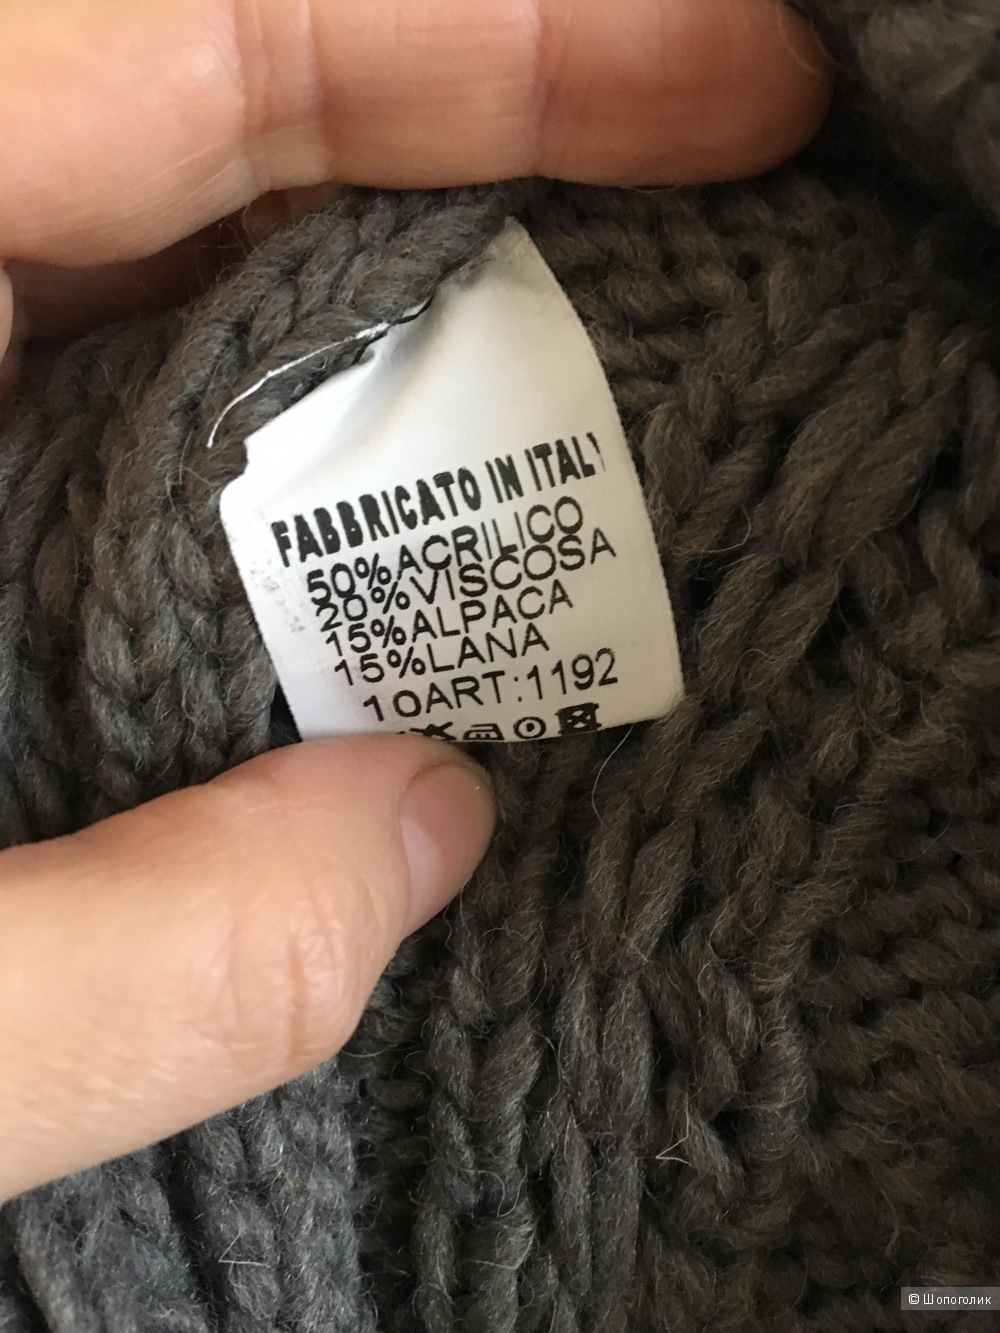 FABBRICATO IN ITALY
50%ACRILICO
20%VISCOSA
15%ALPACA
15%LANA
10ART:1192
P
© Шопоголик